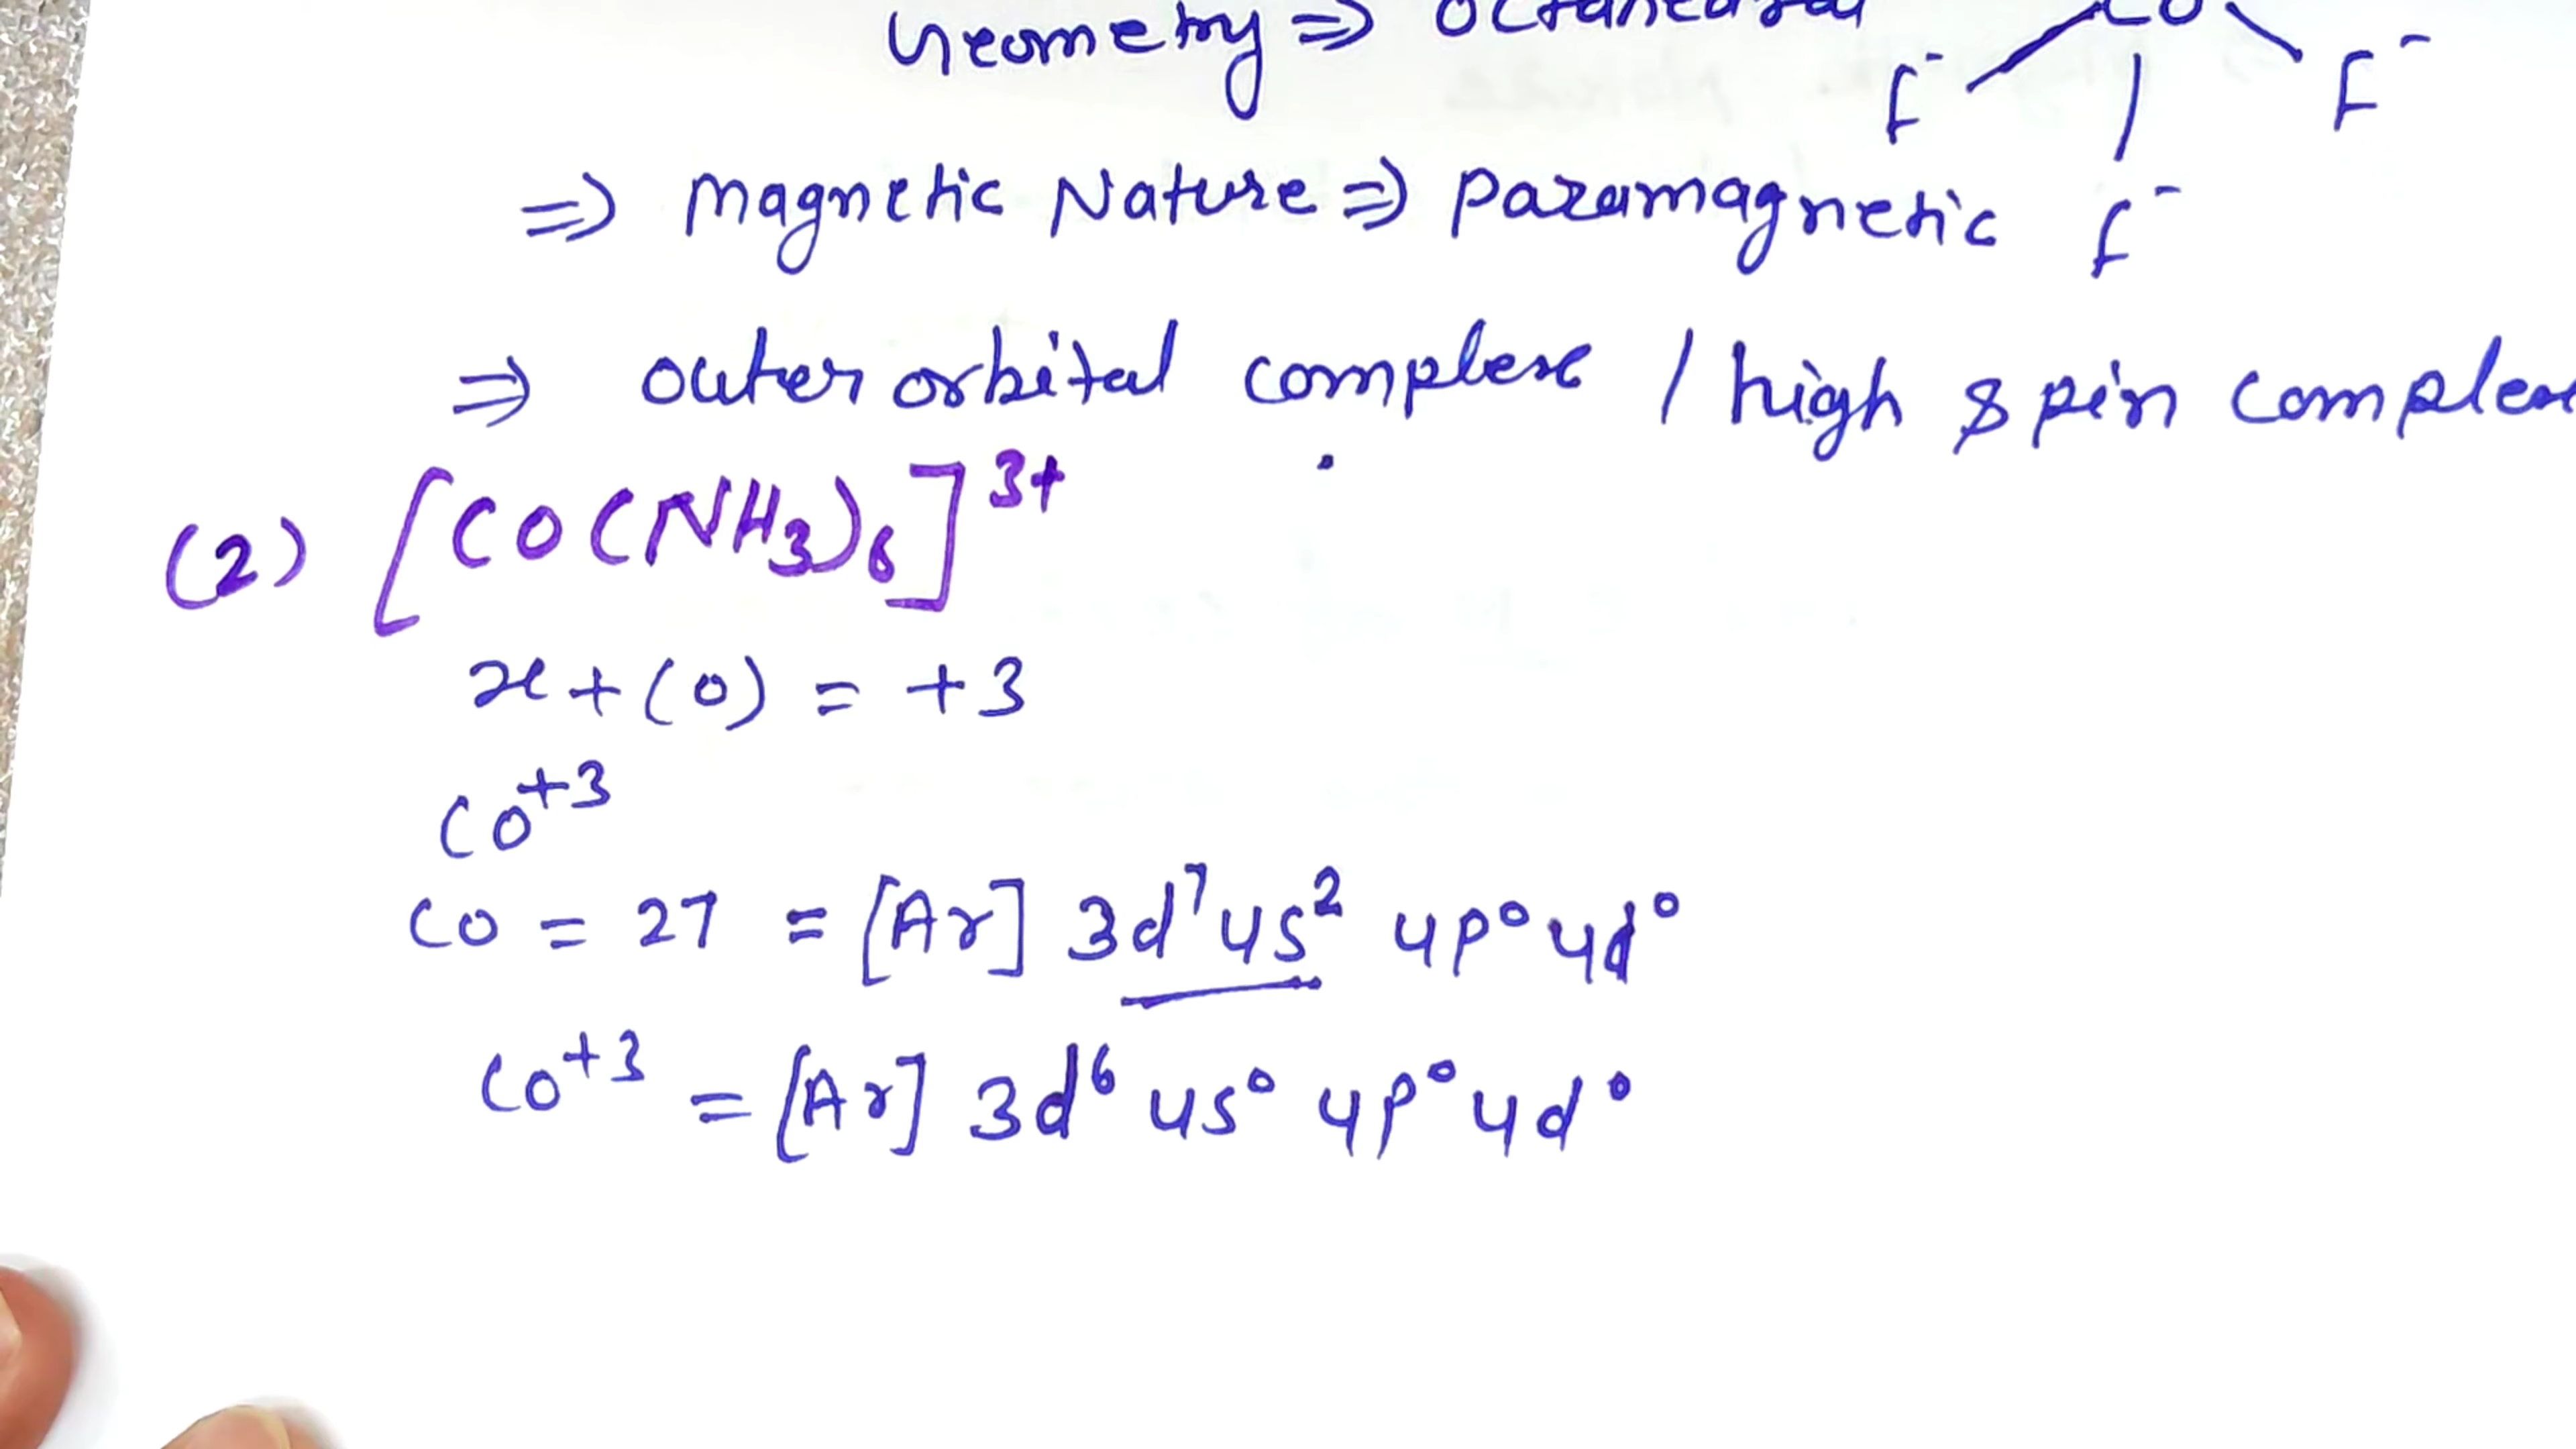 Geometry ⇒ octahedral Co
F⁻ F⁻
⇒ Magnetic Nature ⇒ paramagnetic F⁻
⇒ outer orbital complex / high spin complex
(2) [CO(NH₃)₆]³⁺
x + (0) = +3
Co⁺³
Co = 27 = [Ar] 3d⁷ 4s² 4p⁰ 4d⁰
Co⁺³ = [Ar] 3d⁶ 4s⁰ 4p⁰ 4d⁰